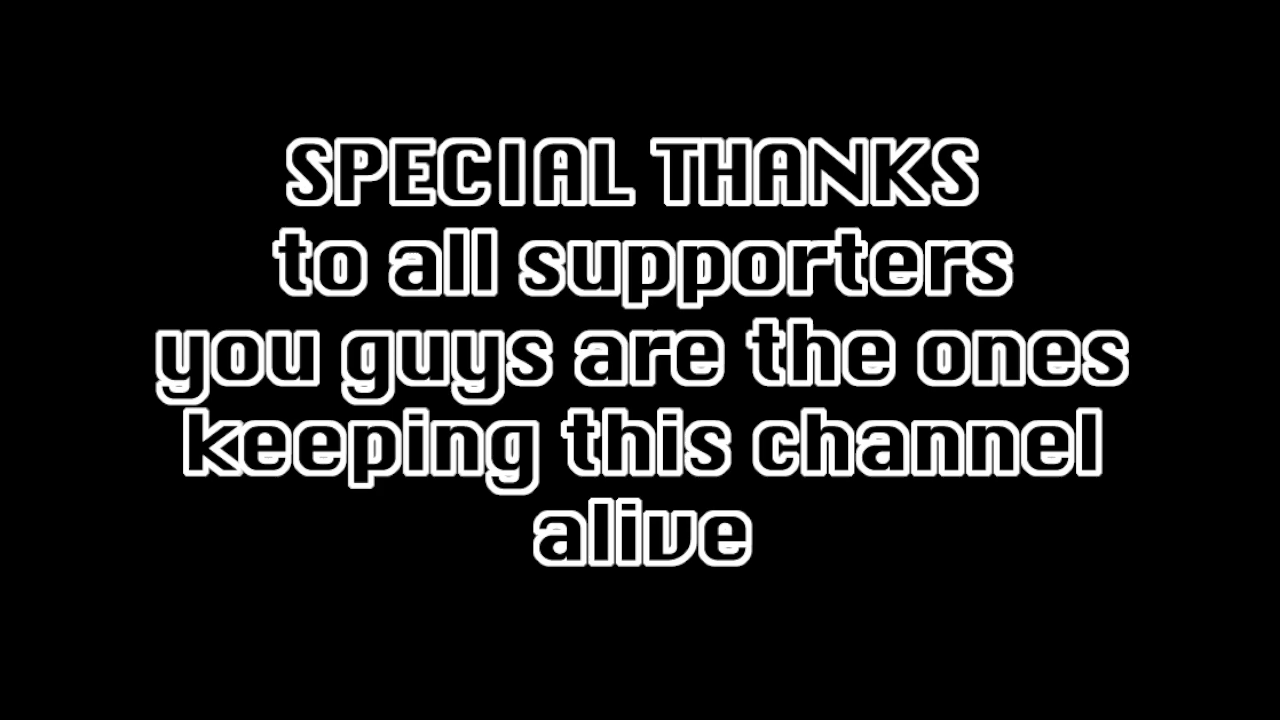 SPECIAL THANKS
to all supporters
you guys are the ones
keeping this channel
alive